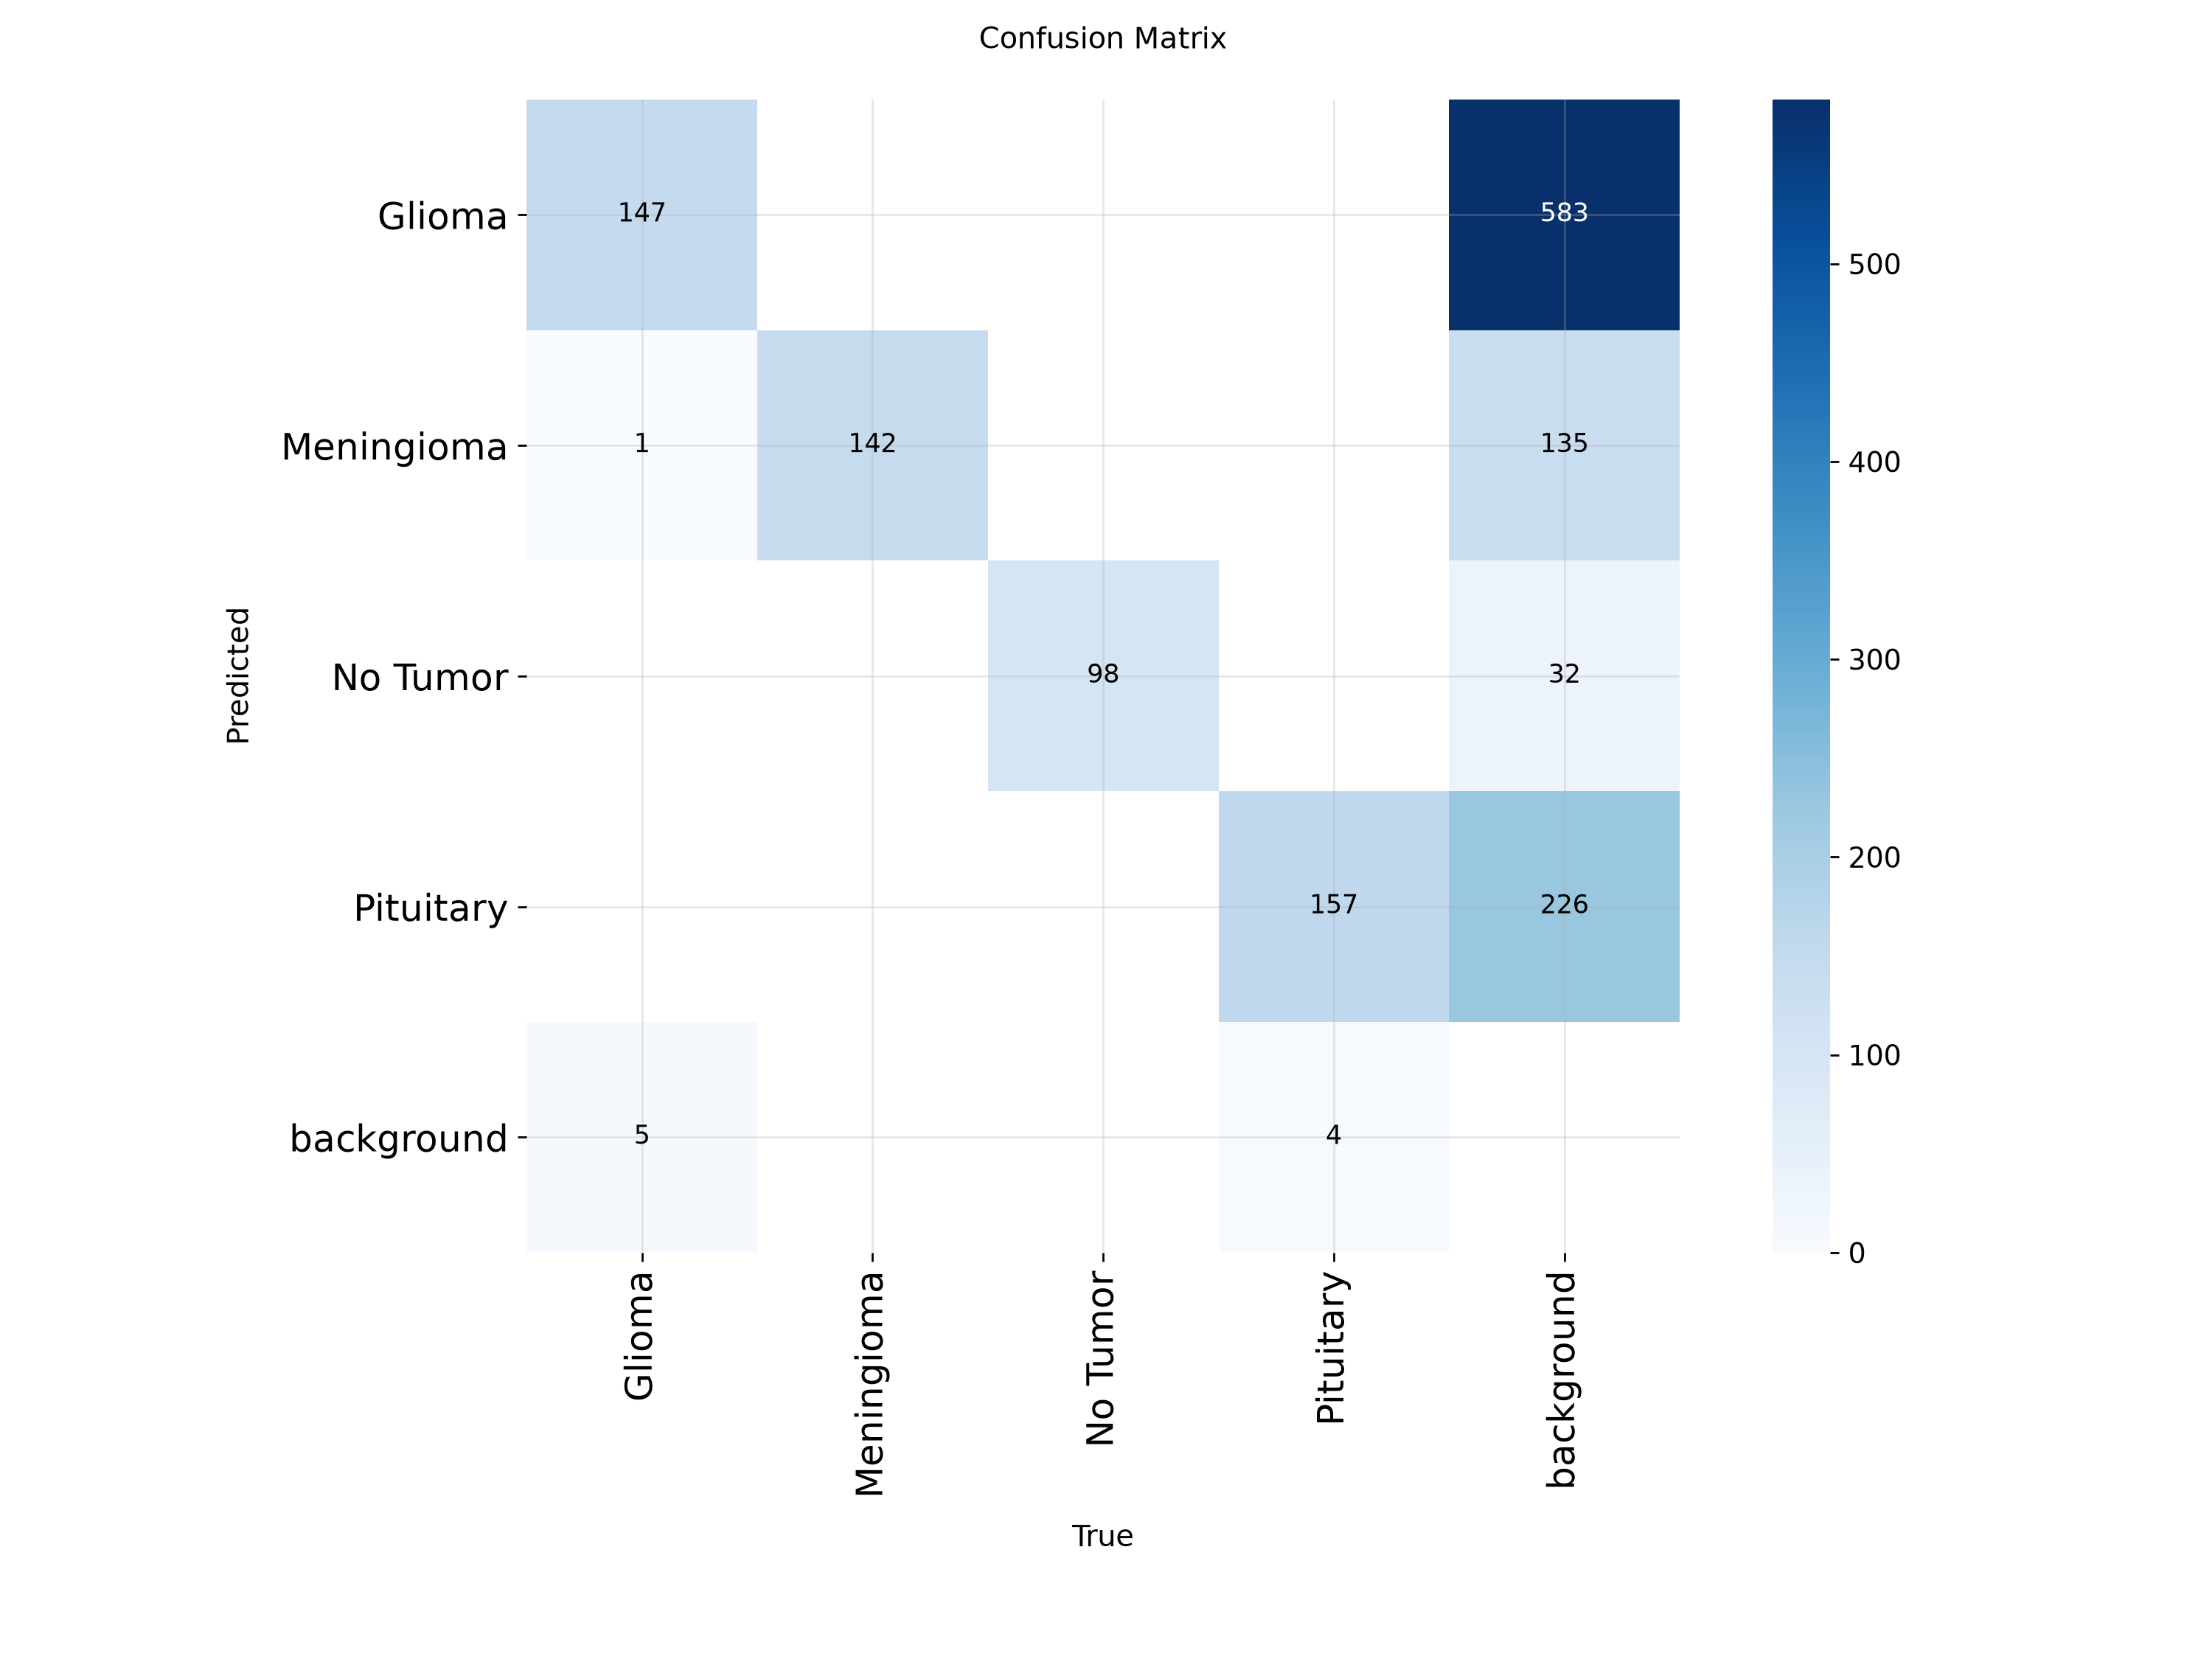 Confusion Matrix
Glioma
147
583
500
Meningioma
1
142
135
400
Predicted
No Tumor
98
32
300
Pituitary
157
226
200
background
5
4
100
0
Glioma
Meningioma
No Tumor
Pituitary
background
True